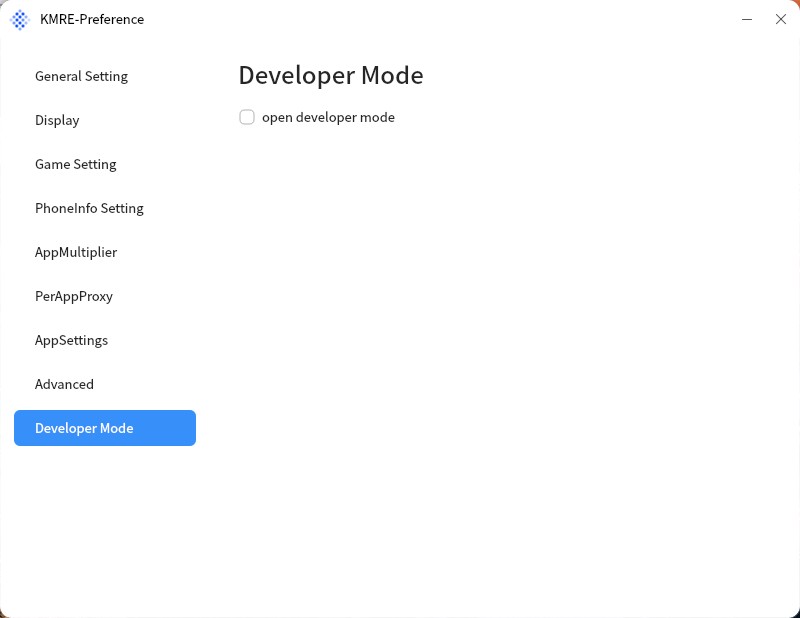 KMRE-Preference
General Setting
Display
Game Setting
PhoneInfo Setting
AppMultiplier
PerAppProxy
AppSettings
Advanced
Developer Mode
Developer Mode
open developer mode